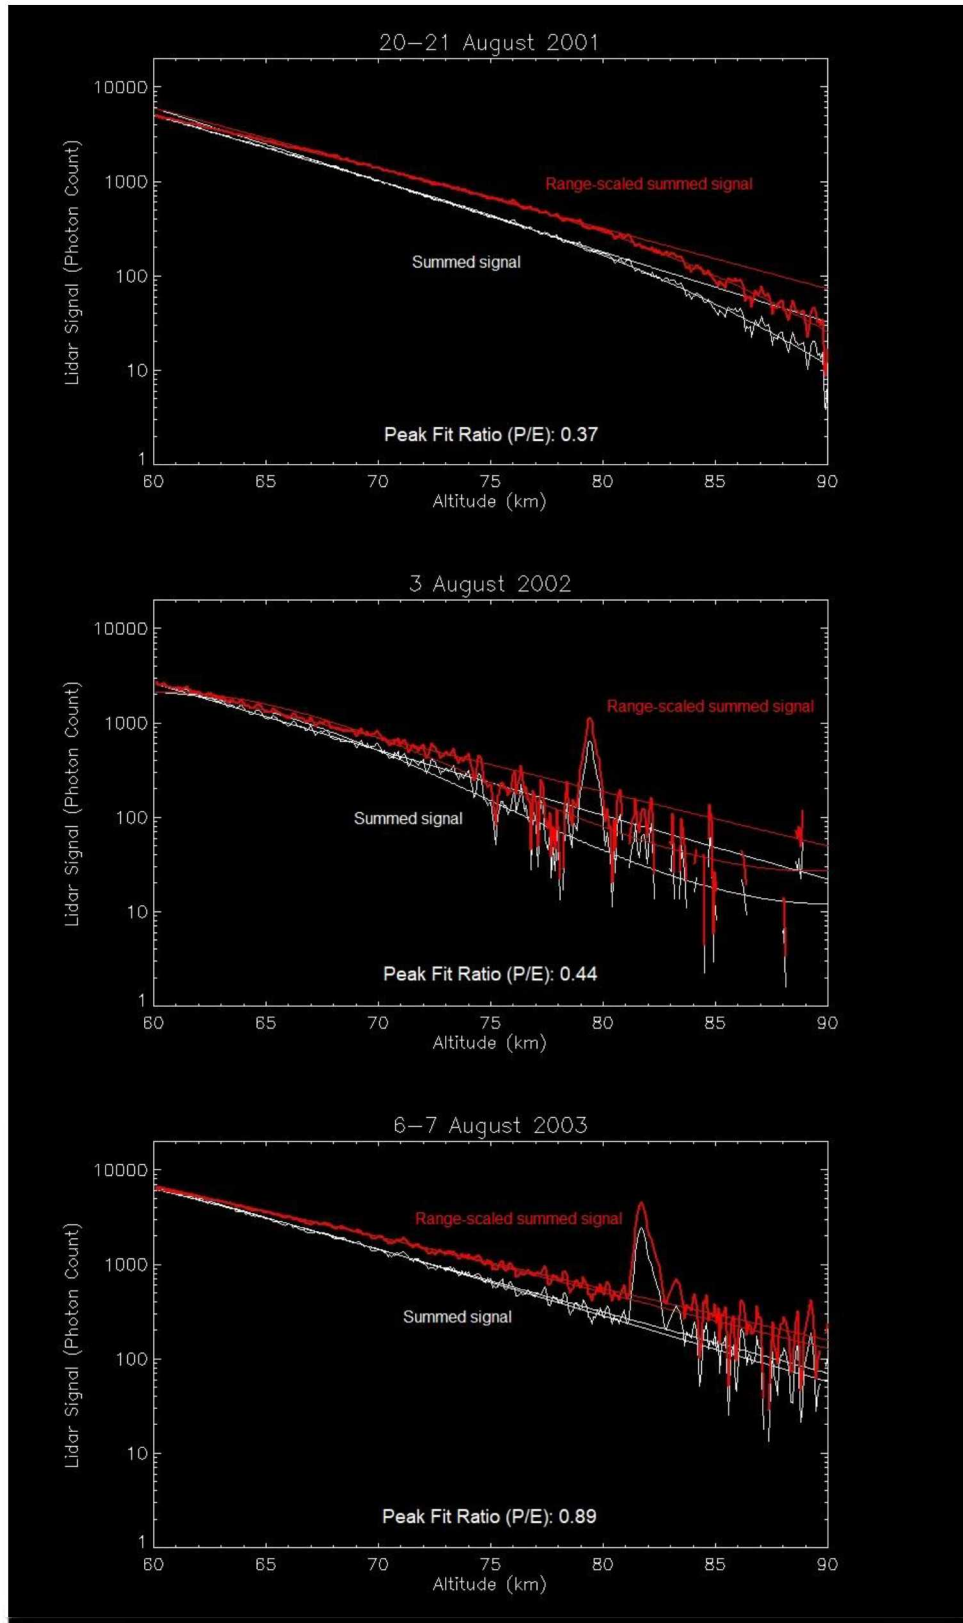 20–21 August 2001
10000
1000
100
10
1
Lidar Signal (Photon Count)
Range-scaled summed signal
Summed signal
Peak Fit Ratio (P/E): 0.37
60 65 70 75 80 85 90
Altitude (km)
3 August 2002
10000
1000
100
10
1
Lidar Signal (Photon Count)
Range-scaled summed signal
Summed signal
Peak Fit Ratio (P/E): 0.44
60 65 70 75 80 85 90
Altitude (km)
6–7 August 2003
10000
1000
100
10
1
Lidar Signal (Photon Count)
Range-scaled summed signal
Summed signal
Peak Fit Ratio (P/E): 0.89
60 65 70 75 80 85 90
Altitude (km)